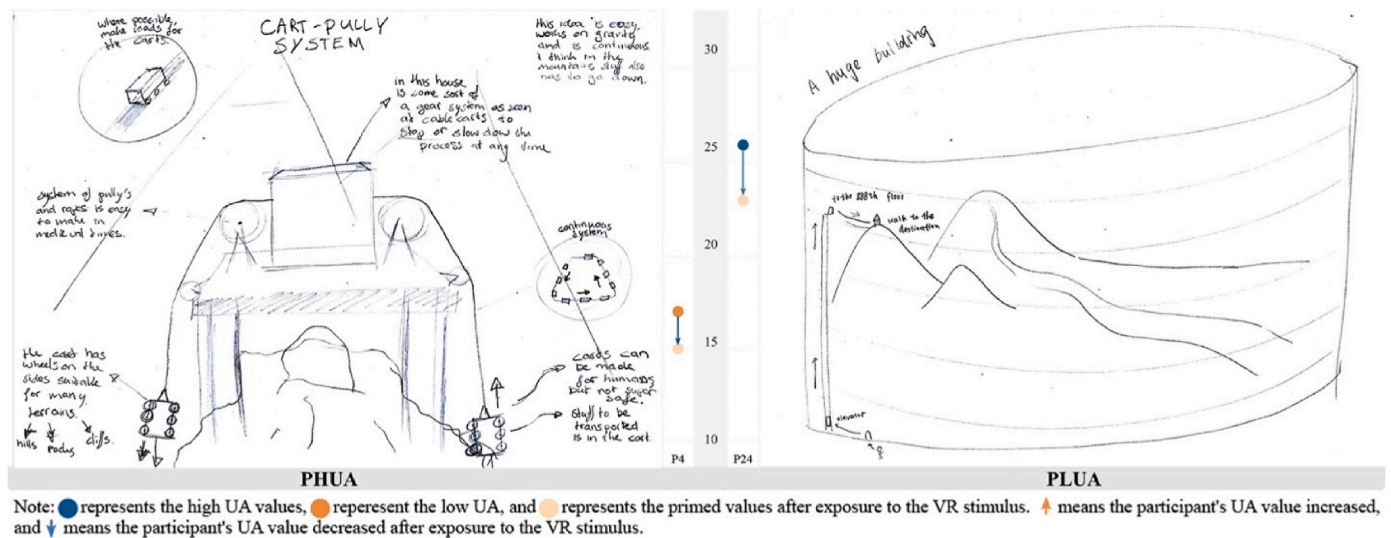 where possible,
make roads for
the carts.
CART-PULLY
SYSTEM
this idea is easy,
works on gravity
and is continuous
I think in the
mountains stuff also
has to go down.
in this house
is some sort of
a gear system as seen
at cable carts to
stop or slow down the
process at any time
system of pully's
and ropes is easy
to make in
medieval times.
continuous
system
the cart has
wheels on the
sides suitable
for many
terrains.
hills rocks cliffs.
can be made
for humans
but not super
safe.
stuff to be
transported
is in the cart.
30
25
20
15
10
P4
P24
A huge building
to the 888th floor
walk to the
destination
elevator
PHUA
PLUA
Note: represents the high UA values, reperesent the low UA, and represents the primed values after exposure to the VR stimulus. means the participant's UA value increased,
and means the participant's UA value decreased after exposure to the VR stimulus.